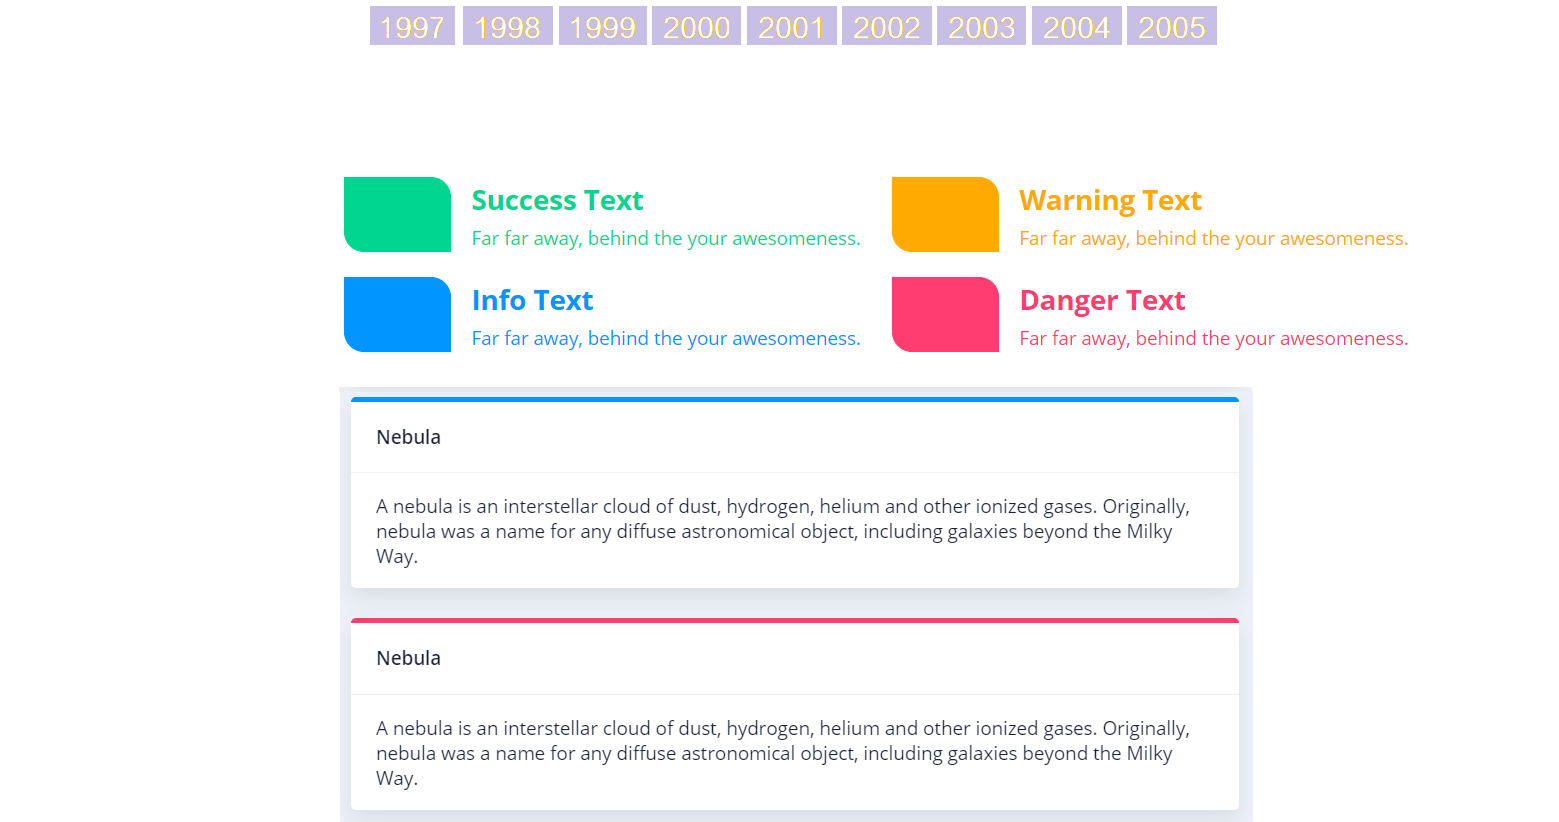 1997 1998 1999 2000 2001 2002 2003 2004 2005
Success Text
Far far away, behind the your awesomeness.
Warning Text
Far far away, behind the your awesomeness.
Info Text
Far far away, behind the your awesomeness.
Danger Text
Far far away, behind the your awesomeness.
Nebula
A nebula is an interstellar cloud of dust, hydrogen, helium and other ionized gases. Originally,
nebula was a name for any diffuse astronomical object, including galaxies beyond the Milky
Way.
Nebula
A nebula is an interstellar cloud of dust, hydrogen, helium and other ionized gases. Originally,
nebula was a name for any diffuse astronomical object, including galaxies beyond the Milky
Way.